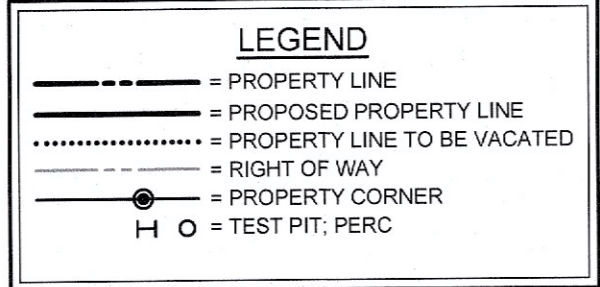 LEGEND
= PROPERTY LINE
= PROPOSED PROPERTY LINE
= PROPERTY LINE TO BE VACATED
= RIGHT OF WAY
= PROPERTY CORNER
H O = TEST PIT; PERC